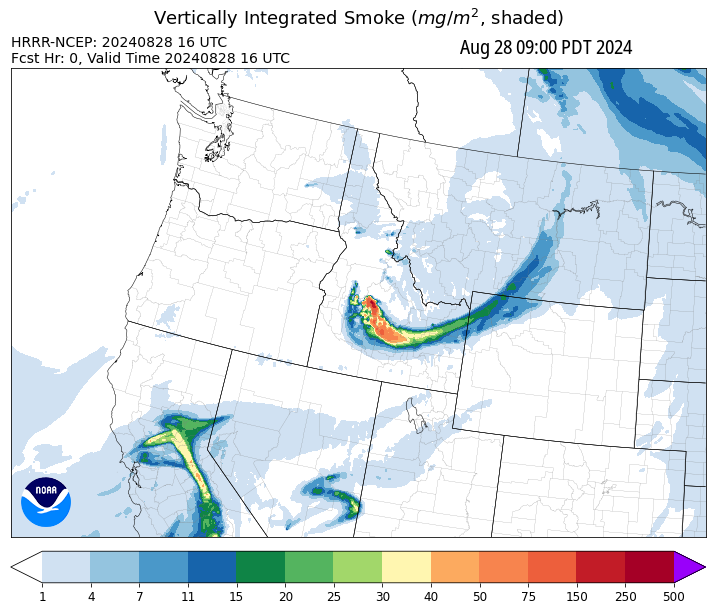 Vertically Integrated Smoke (mg/m², shaded)
HRRR-NCEP: 20240828 16 UTC
Aug 28 09:00 PDT 2024
Fcst Hr: 0, Valid Time 20240828 16 UTC
NOAA
1 4 7 11 15 20 25 30 40 50 75 150 250 500